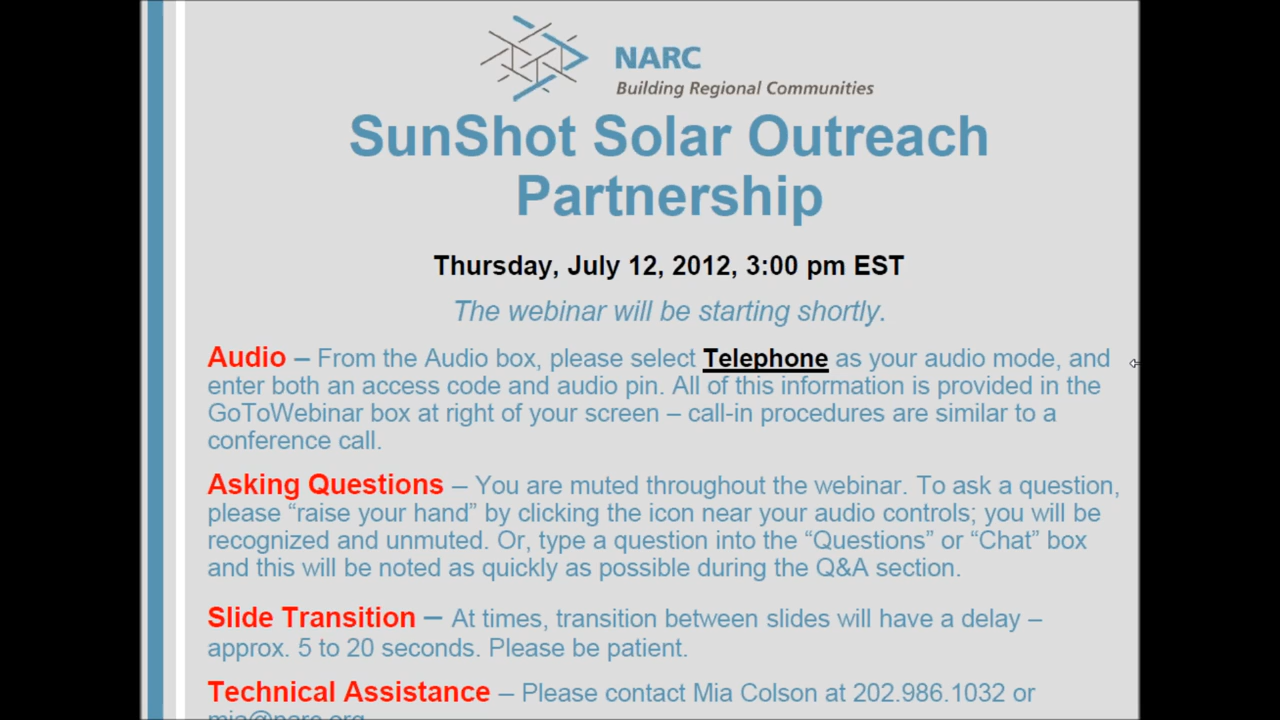 NARC
Building Regional Communities
SunShot Solar Outreach
Partnership
Thursday, July 12, 2012, 3:00 pm EST
The webinar will be starting shortly.
Audio – From the Audio box, please select Telephone as your audio mode, and
enter both an access code and audio pin. All of this information is provided in the
GoToWebinar box at right of your screen – call-in procedures are similar to a
conference call.
Asking Questions – You are muted throughout the webinar. To ask a question,
please “raise your hand” by clicking the icon near your audio controls; you will be
recognized and unmuted. Or, type a question into the “Questions” or “Chat” box
and this will be noted as quickly as possible during the Q&A section.
Slide Transition – At times, transition between slides will have a delay –
approx. 5 to 20 seconds. Please be patient.
Technical Assistance – Please contact Mia Colson at 202.986.1032 or
mia@narc.org